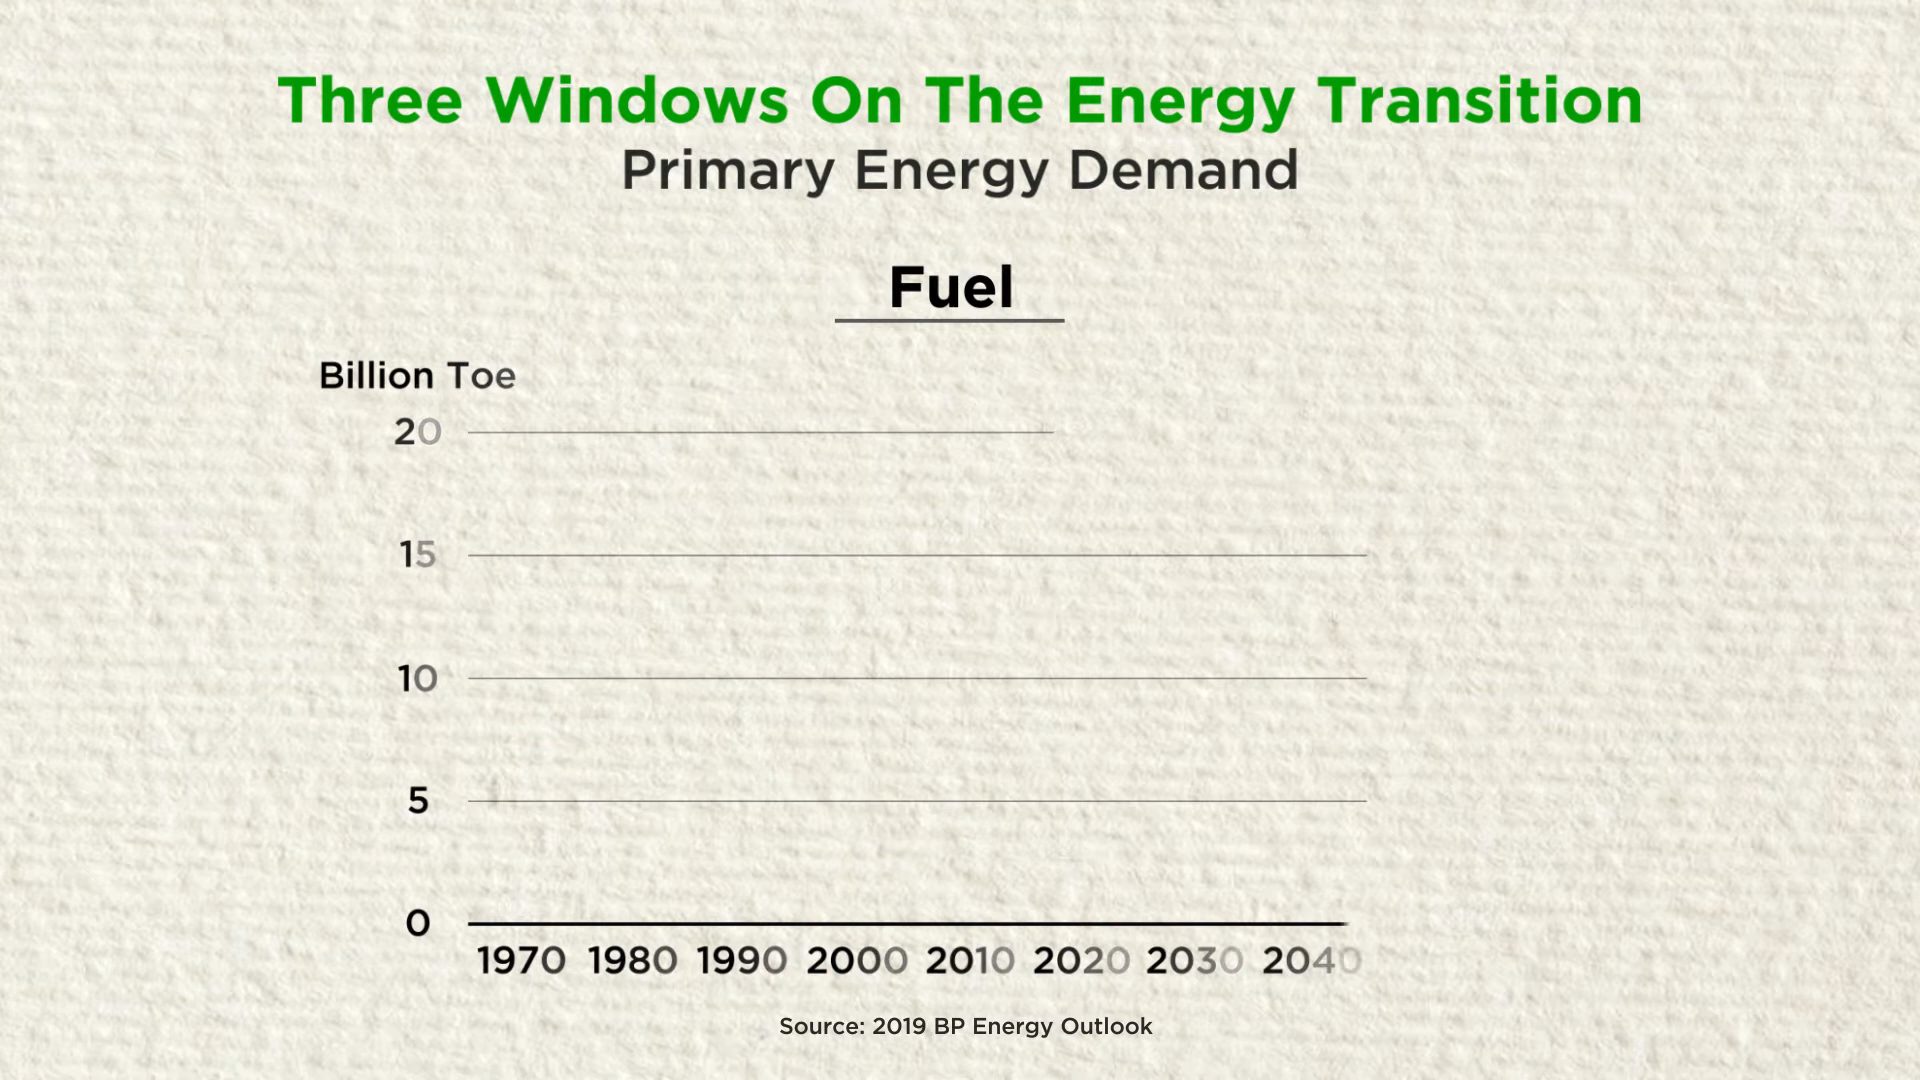 Three Windows On The Energy Transition
Primary Energy Demand
Fuel
Billion Toe
20
15
10
5
0
1970 1980 1990 2000 2010 2020 2030 2040
Source: 2019 BP Energy Outlook